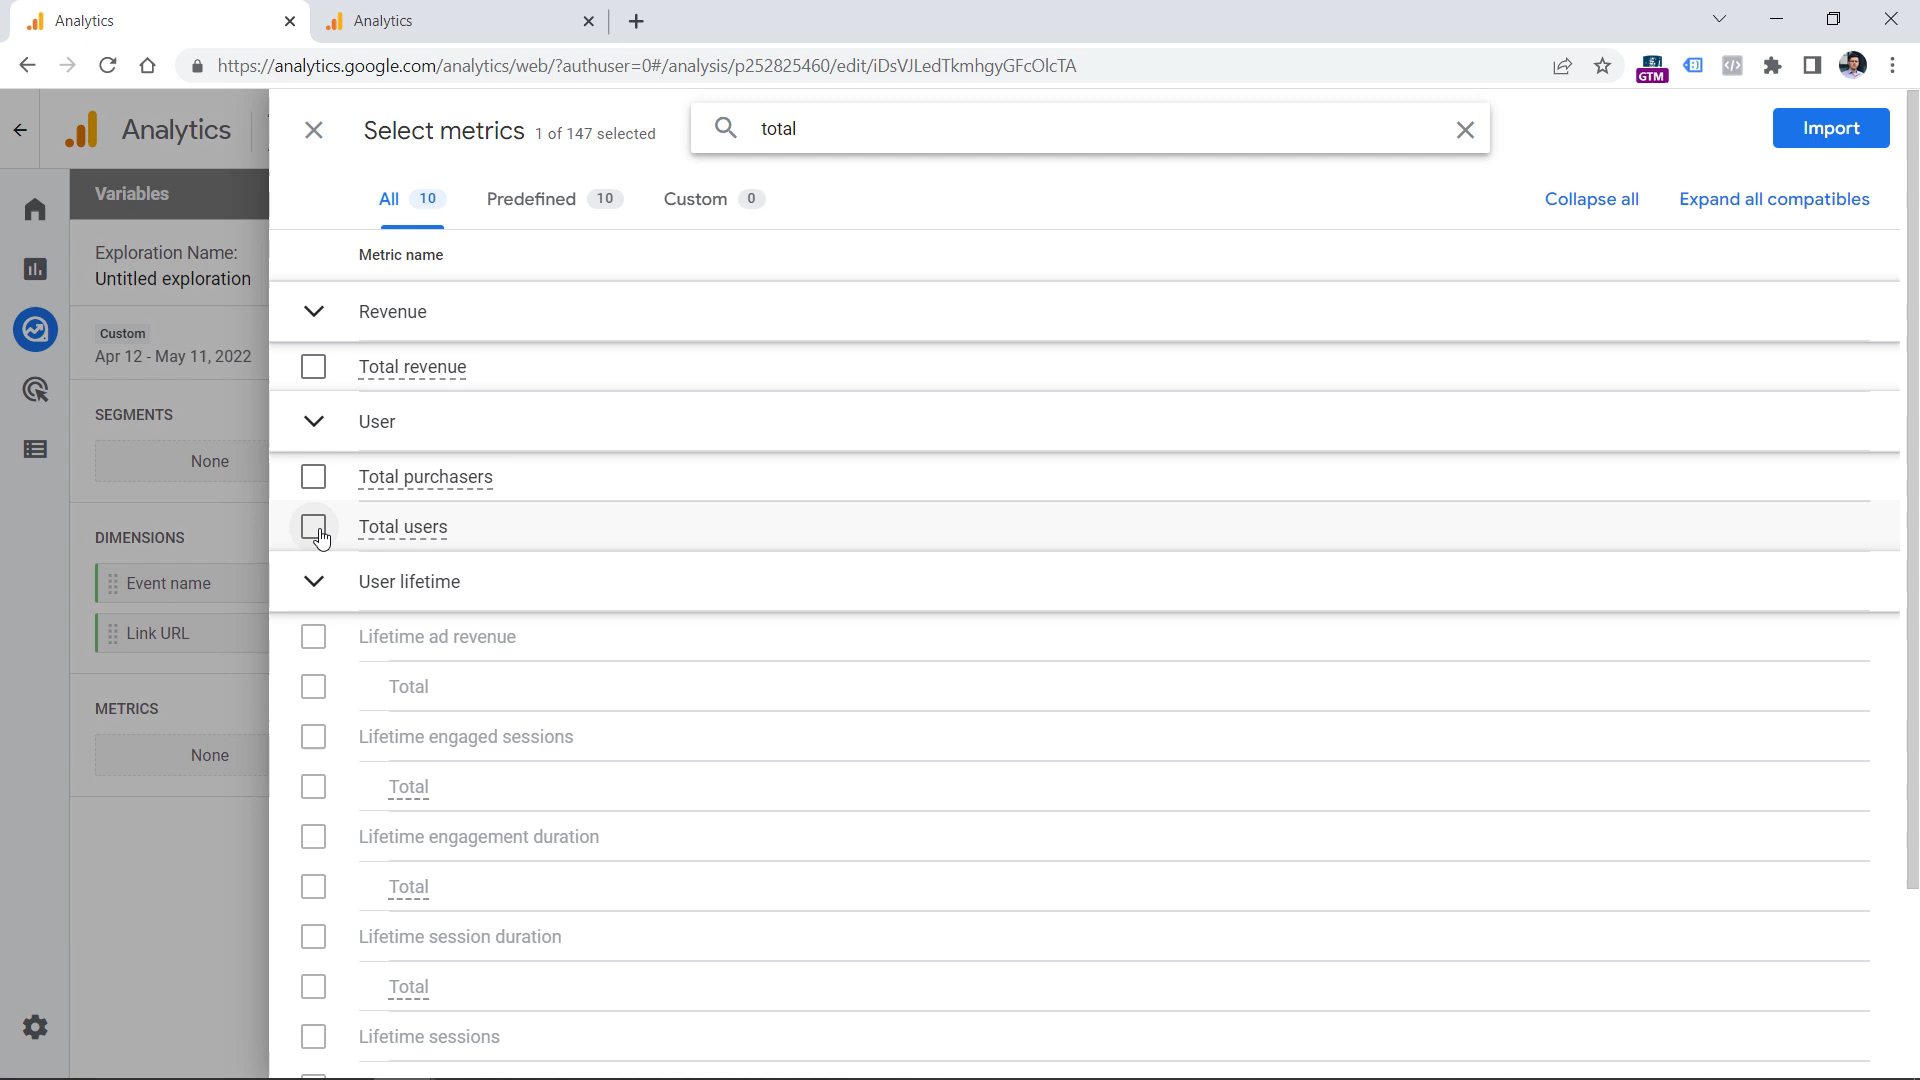 Analytics
Analytics
https://analytics.google.com/analytics/web/?authuser=0#/analysis/p252825460/edit/iDsVJLedTkmhgyGFcOlcTA
GTM
Analytics
Select metrics 1 of 147 selected
total
Import
Variables
All 10
Predefined 10
Custom 0
Collapse all
Expand all compatibles
Exploration Name:
Untitled exploration
Metric name
Custom
Apr 12 - May 11, 2022
Revenue
Total revenue
SEGMENTS
None
User
Total purchasers
Total users
DIMENSIONS
Event name
Link URL
User lifetime
Lifetime ad revenue
Total
METRICS
None
Lifetime engaged sessions
Total
Lifetime engagement duration
Total
Lifetime session duration
Total
Lifetime sessions